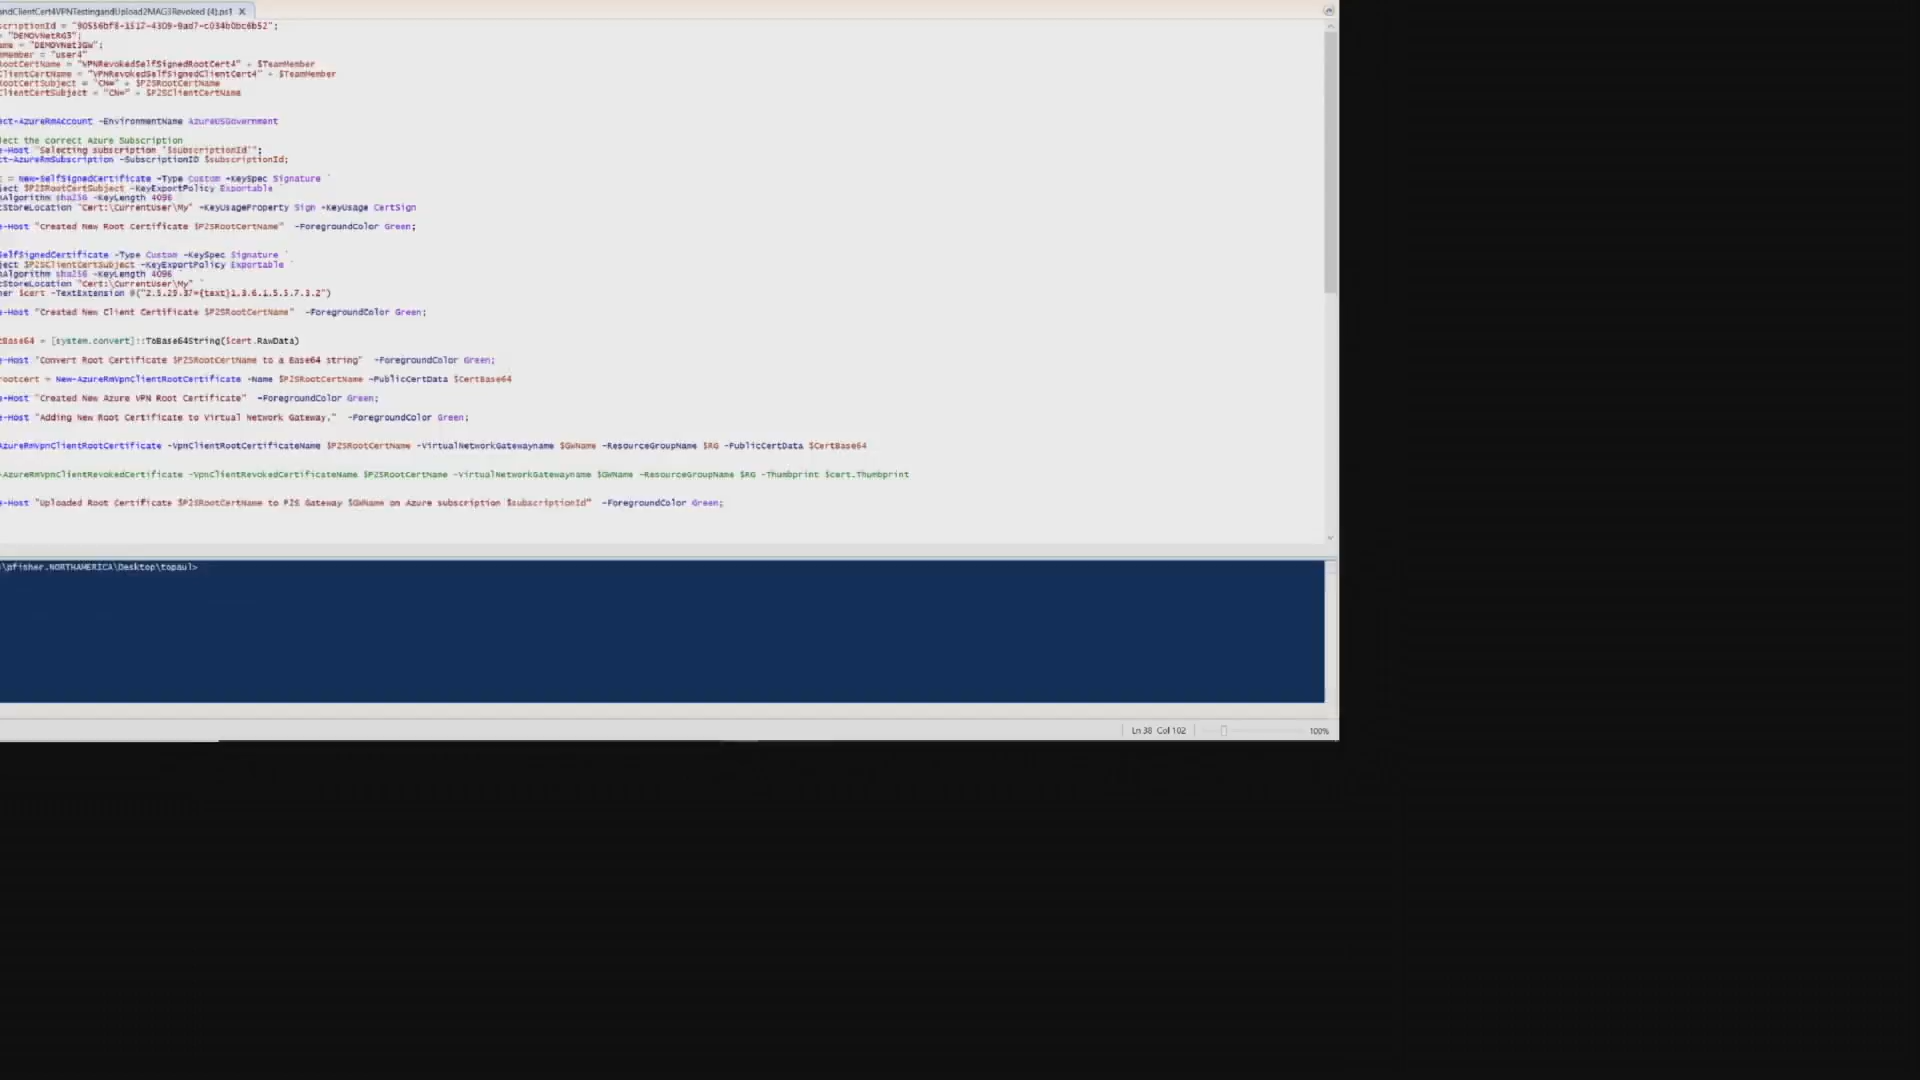 andClientCert4VPNTestingandUpload2MAG3Revoked (4).ps1 X
criptionId = "90556bf8-3517-4309-9ad7-c034b0bc6b52";
= "DEMOVNetRG3";
ame = "DEMOVNet3GW";
mMember = "user4"
RootCertName = "VPNRevokedSelfSignedRootCert4" + $TeamMember
ClientCertName = "VPNRevokedSelfSignedClientCert4" + $TeamMember
RootCertSubject = "CN=" + $P2SRootCertName
ClientCertSubject = "CN=" + $P2SClientCertName
ect-AzureRmAccount -EnvironmentName AzureUSGovernment
lect the correct Azure Subscription
e-Host "Selecting subscription '$subscriptionId'";
ct-AzureRmSubscription -SubscriptionID $subscriptionId;
t = New-SelfSignedCertificate -Type Custom -KeySpec Signature `
ject $P2SRootCertSubject -KeyExportPolicy Exportable `
hAlgorithm sha256 -KeyLength 4096 `
tStoreLocation "Cert:\CurrentUser\My" -KeyUsageProperty Sign -KeyUsage CertSign
e-Host "Created New Root Certificate $P2SRootCertName" -ForegroundColor Green;
SelfSignedCertificate -Type Custom -KeySpec Signature `
ject $P2SClientCertSubject -KeyExportPolicy Exportable `
hAlgorithm sha256 -KeyLength 4096 `
tStoreLocation "Cert:\CurrentUser\My" `
ner $cert -TextExtension @("2.5.29.37={text}1.3.6.1.5.5.7.3.2")
e-Host "Created New Client Certificate $P2SRootCertName" -ForegroundColor Green;
tBase64 = [system.convert]::ToBase64String($cert.RawData)
e-Host "Convert Root Certificate $P2SRootCertName to a Base64 string" -ForegroundColor Green;
rootcert = New-AzureRmVpnClientRootCertificate -Name $P2SRootCertName -PublicCertData $CertBase64
e-Host "Created New Azure VPN Root Certificate" -ForegroundColor Green;
e-Host "Adding New Root Certificate to Virtual Network Gateway." -ForegroundColor Green;
AzureRmVpnClientRootCertificate -VpnClientRootCertificateName $P2SRootCertName -VirtualNetworkGatewayname $GWName -ResourceGroupName $RG -PublicCertData $CertBase64
-AzureRmVpnClientRevokedCertificate -VpnClientRevokedCertificateName $P2SRootCertName -VirtualNetworkGatewayname $GWName -ResourceGroupName $RG -Thumbprint $cert.Thumbprint
e-Host "Uploaded Root Certificate $P2SRootCertName to P2S Gateway $GWName on Azure subscription $subscriptionId" -ForegroundColor Green;
\pfisher.NORTHAMERICA\Desktop\topaul>
Ln 38 Col 102
100%